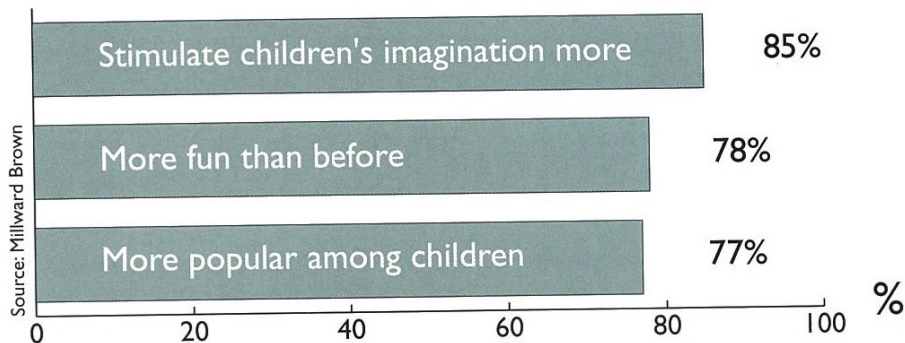 Stimulate children's imagination more 85%
More fun than before 78%
More popular among children 77%
Source: Millward Brown
0 20 40 60 80 100 %